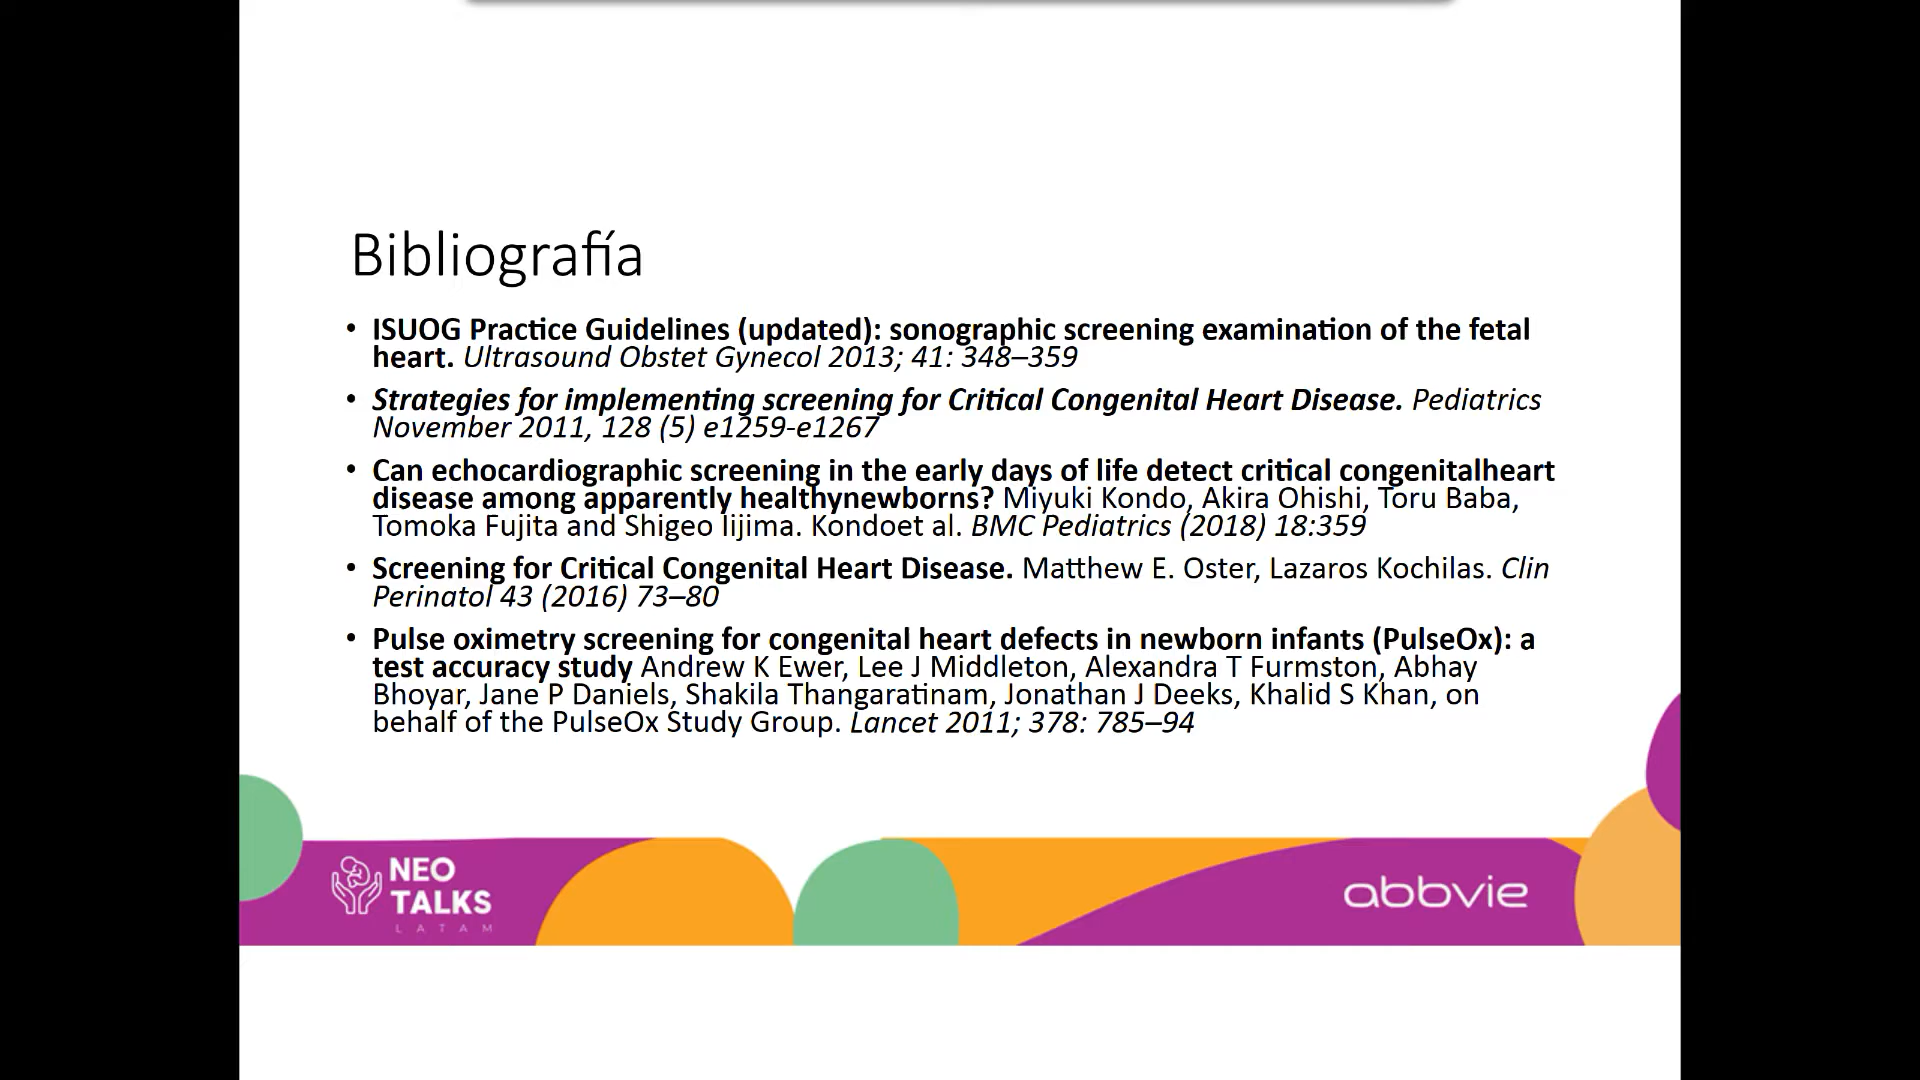 Bibliografía
• ISUOG Practice Guidelines (updated): sonographic screening examination of the fetal
heart. Ultrasound Obstet Gynecol 2013; 41: 348–359
• Strategies for implementing screening for Critical Congenital Heart Disease. Pediatrics
November 2011, 128 (5) e1259-e1267
• Can echocardiographic screening in the early days of life detect critical congenitalheart
disease among apparently healthynewborns? Miyuki Kondo, Akira Ohishi, Toru Baba,
Tomoka Fujita and Shigeo Iijima. Kondoet al. BMC Pediatrics (2018) 18:359
• Screening for Critical Congenital Heart Disease. Matthew E. Oster, Lazaros Kochilas. Clin
Perinatol 43 (2016) 73–80
• Pulse oximetry screening for congenital heart defects in newborn infants (PulseOx): a
test accuracy study Andrew K Ewer, Lee J Middleton, Alexandra T Furmston, Abhay
Bhoyar, Jane P Daniels, Shakila Thangaratinam, Jonathan J Deeks, Khalid S Khan, on
behalf of the PulseOx Study Group. Lancet 2011; 378: 785–94
NEO
TALKS
LATAM
abbvie